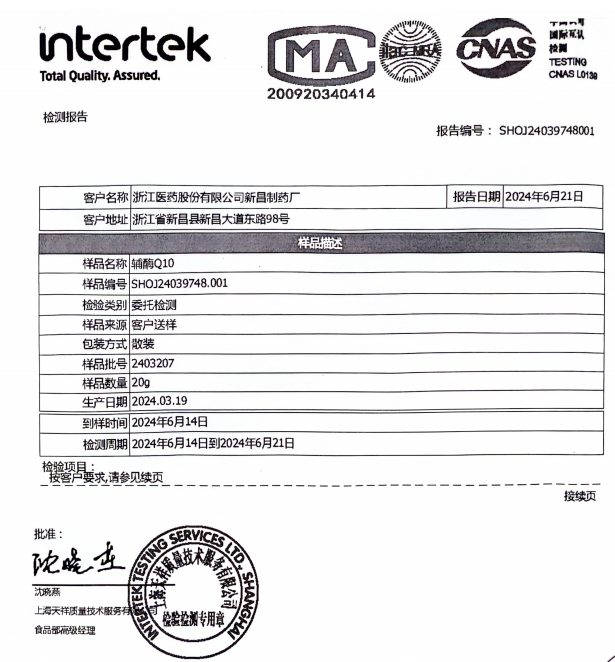 intertek
Total Quality. Assured.
MA
ilac-MRA
CNAS
国际互认
检测
TESTING
CNAS L0139
200920340414
检测报告
报告编号： SHOJ24039748001
客户名称 浙江医药股份有限公司新昌制药厂 报告日期 2024年6月21日
客户地址 浙江省新昌县新昌大道东路98号
样品描述
样品名称 辅酶Q10
样品编号 SHOJ24039748.001
检验类别 委托检测
样品来源 客户送样
包装方式 散装
样品批号 2403207
样品数量 20g
生产日期 2024.03.19
到样时间 2024年6月14日
检测周期 2024年6月14日到2024年6月21日
检验项目：
按客户要求,请参见续页
接续页
批准：
沈晓燕
沈晓燕
上海天祥质量技术服务有限公司
食品部高级经理
INTERTEK TESTING SERVICES LTD., SHANGHAI
上海天祥质量技术服务有限公司
检验检测专用章